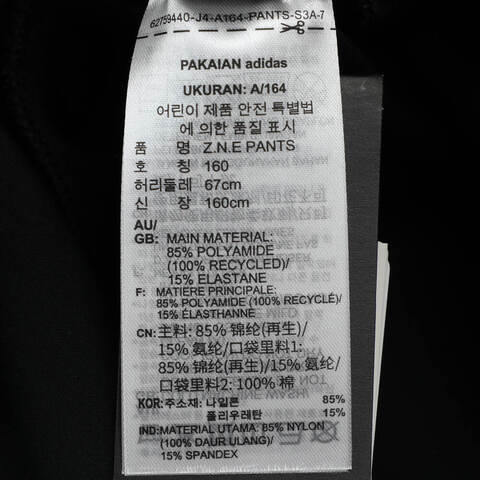 62759440-J4-A164-PANTS-S3A-7
PAKAIAN adidas
UKURAN: A/164
어린이 제품 안전 특별법
에 의한 품질 표시
품 명 Z.N.E PANTS
호 칭 160
허리둘레 67cm
신 장 160cm
AU/
GB: MAIN MATERIAL:
85% POLYAMIDE
(100% RECYCLED)/
15% ELASTANE
F: MATIERE PRINCIPALE:
85% POLYAMIDE (100% RECYCLÉ)/
15% ÉLASTHANNE
CN: 主料: 85% 锦纶(再生)/
15% 氨纶/口袋里料1:
85% 锦纶(再生)/15% 氨纶/
口袋里料2: 100% 棉
KOR: 주소재: 나일론 85%
폴리우레탄 15%
IND: MATERIAL UTAMA: 85% NYLON
(100% DAUR ULANG)/
15% SPANDEX